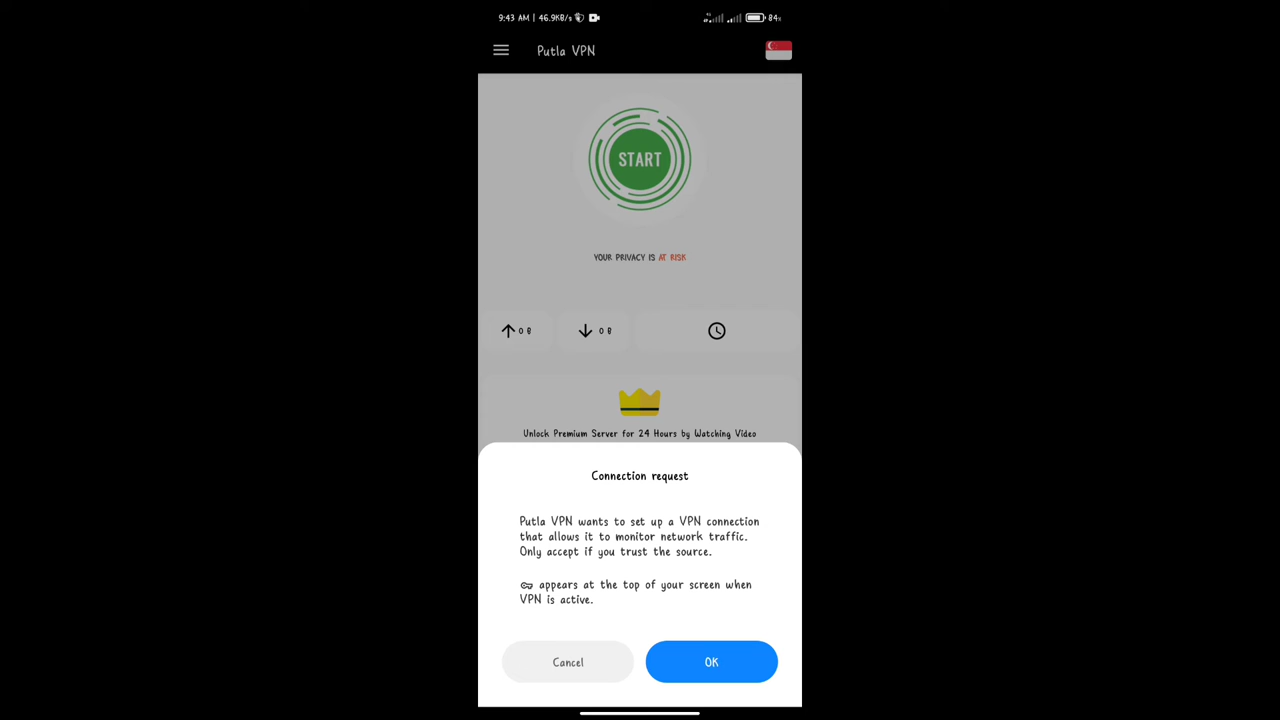 9:43 AM | 46.9KB/s 84%
Putla VPN
START
YOUR PRIVACY IS AT RISK
0 B 0 B
Unlock Premium Server for 24 Hours by Watching Video
Connection request
Putla VPN wants to set up a VPN connection
that allows it to monitor network traffic.
Only accept if you trust the source.
appears at the top of your screen when
VPN is active.
Cancel OK